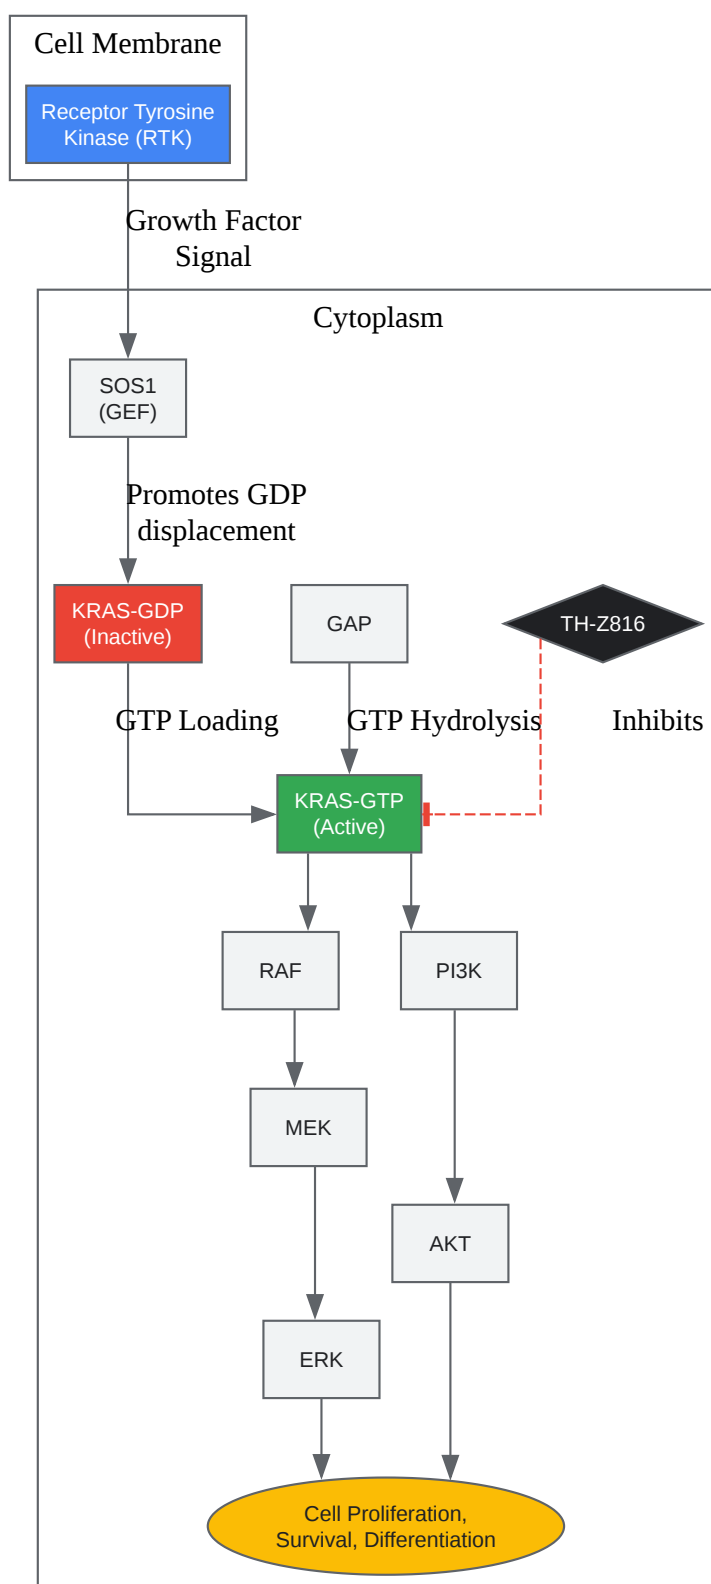 Cell Membrane
Receptor Tyrosine
Kinase (RTK)
Growth Factor
Signal
Cytoplasm
SOS1
(GEF)
Promotes GDP
displacement
KRAS-GDP
(Inactive)
GAP
TH-Z816
GTP Loading
GTP Hydrolysis
Inhibits
KRAS-GTP
(Active)
RAF
PI3K
MEK
AKT
ERK
Cell Proliferation,
Survival, Differentiation